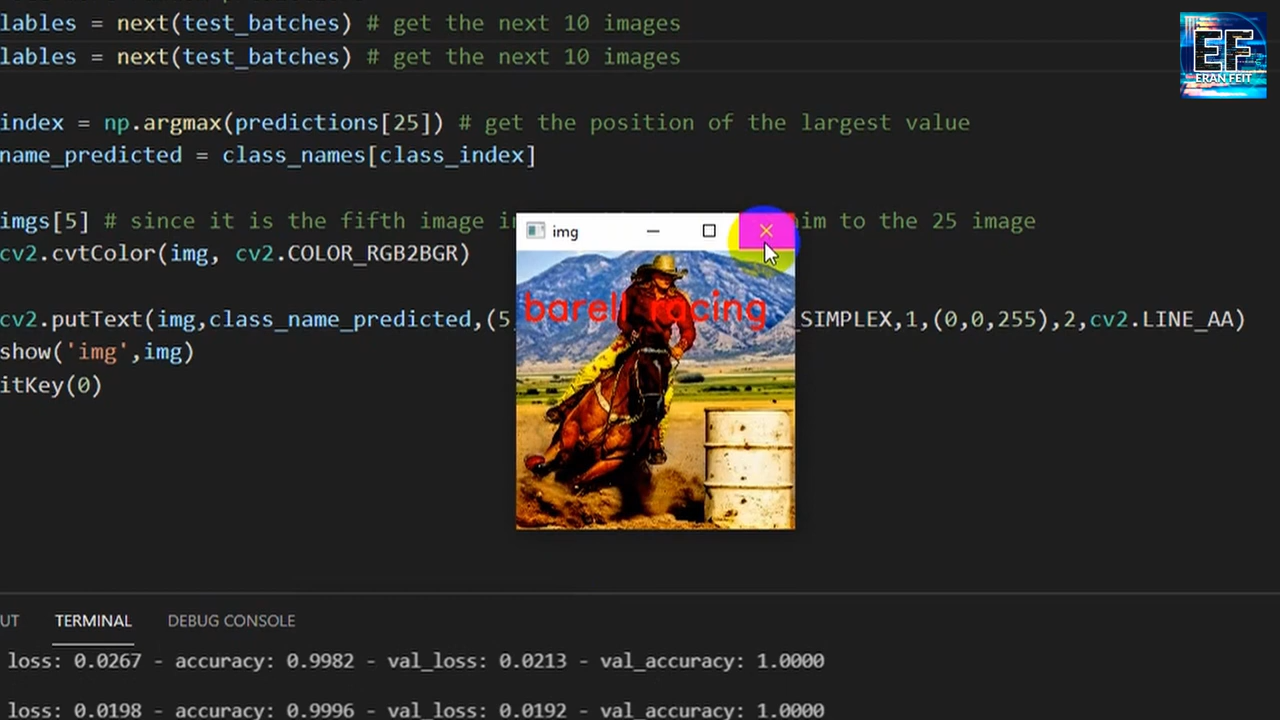 lables = next(test_batches) # get the next 10 images
lables = next(test_batches) # get the next 10 images
EF
ERAN FEIT
index = np.argmax(predictions[25]) # get the position of the largest value
name_predicted = class_names[class_index]
imgs[5] # since it is the fifth image him to the 25 image
img
cv2.cvtColor(img, cv2.COLOR_RGB2BGR)
barell racing
cv2.putText(img,class_name_predicted,(5 _SIMPLEX,1,(0,0,255),2,cv2.LINE_AA)
show('img',img)
itKey(0)
UT TERMINAL DEBUG CONSOLE
loss: 0.0267 - accuracy: 0.9982 - val_loss: 0.0213 - val_accuracy: 1.0000
loss: 0.0198 - accuracy: 0.9996 - val_loss: 0.0192 - val_accuracy: 1.0000